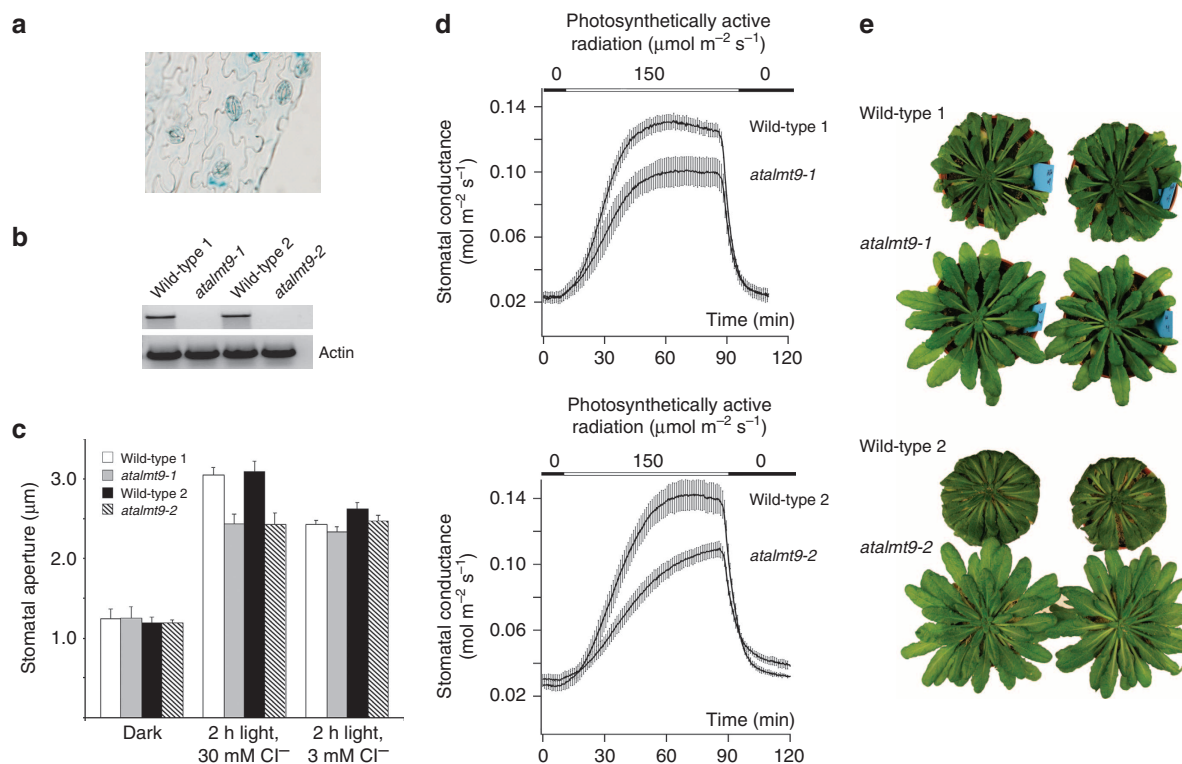 a
b
Wild-type 1
atalmt9-1
Wild-type 2
atalmt9-2
Actin
c
Stomatal aperture (μm)
3.0
2.0
1.0
Wild-type 1
atalmt9-1
Wild-type 2
atalmt9-2
Dark
2 h light,
30 mM Cl–
2 h light,
3 mM Cl–
d
Photosynthetically active
radiation (μmol m–2 s–1)
0 150 0
Stomatal conductance
(mol m–2 s–1)
0.14
0.10
0.06
0.02
Wild-type 1
atalmt9-1
Time (min)
0 30 60 90 120
Photosynthetically active
radiation (μmol m–2 s–1)
0 150 0
Stomatal conductance
(mol m–2 s–1)
0.14
0.10
0.06
0.02
Wild-type 2
atalmt9-2
Time (min)
0 30 60 90 120
e
Wild-type 1
atalmt9-1
Wild-type 2
atalmt9-2